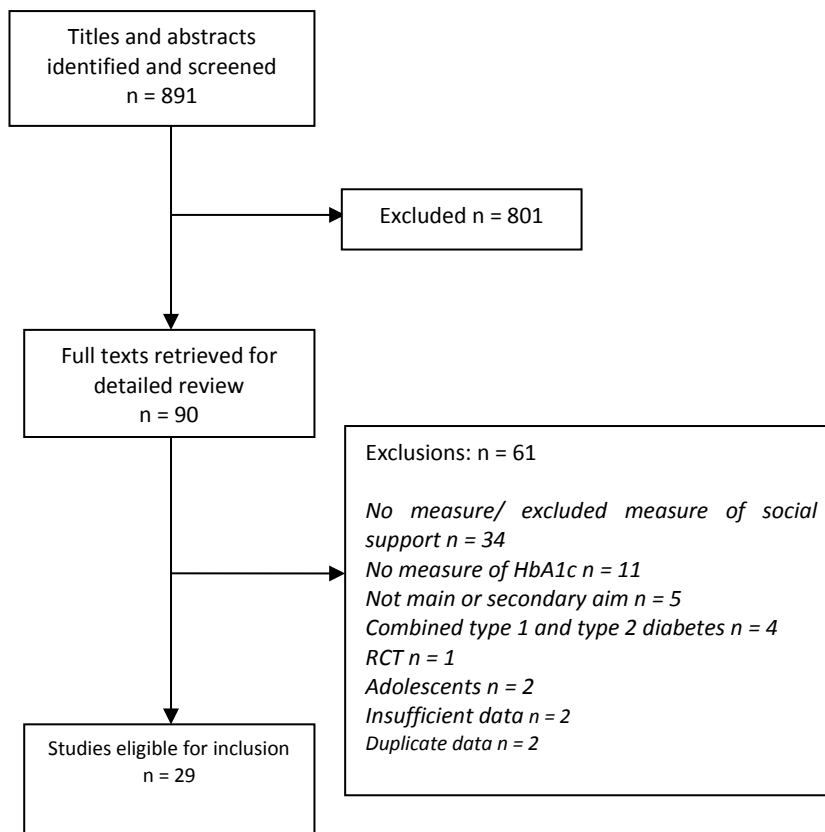 Titles and abstracts
identified and screened
n = 891
Excluded n = 801
Full texts retrieved for
detailed review
n = 90
Exclusions: n = 61
No measure/ excluded measure of social
support n = 34
No measure of HbA1c n = 11
Not main or secondary aim n = 5
Combined type 1 and type 2 diabetes n = 4
RCT n = 1
Adolescents n = 2
Insufficient data n = 2
Duplicate data n = 2
Studies eligible for inclusion
n = 29